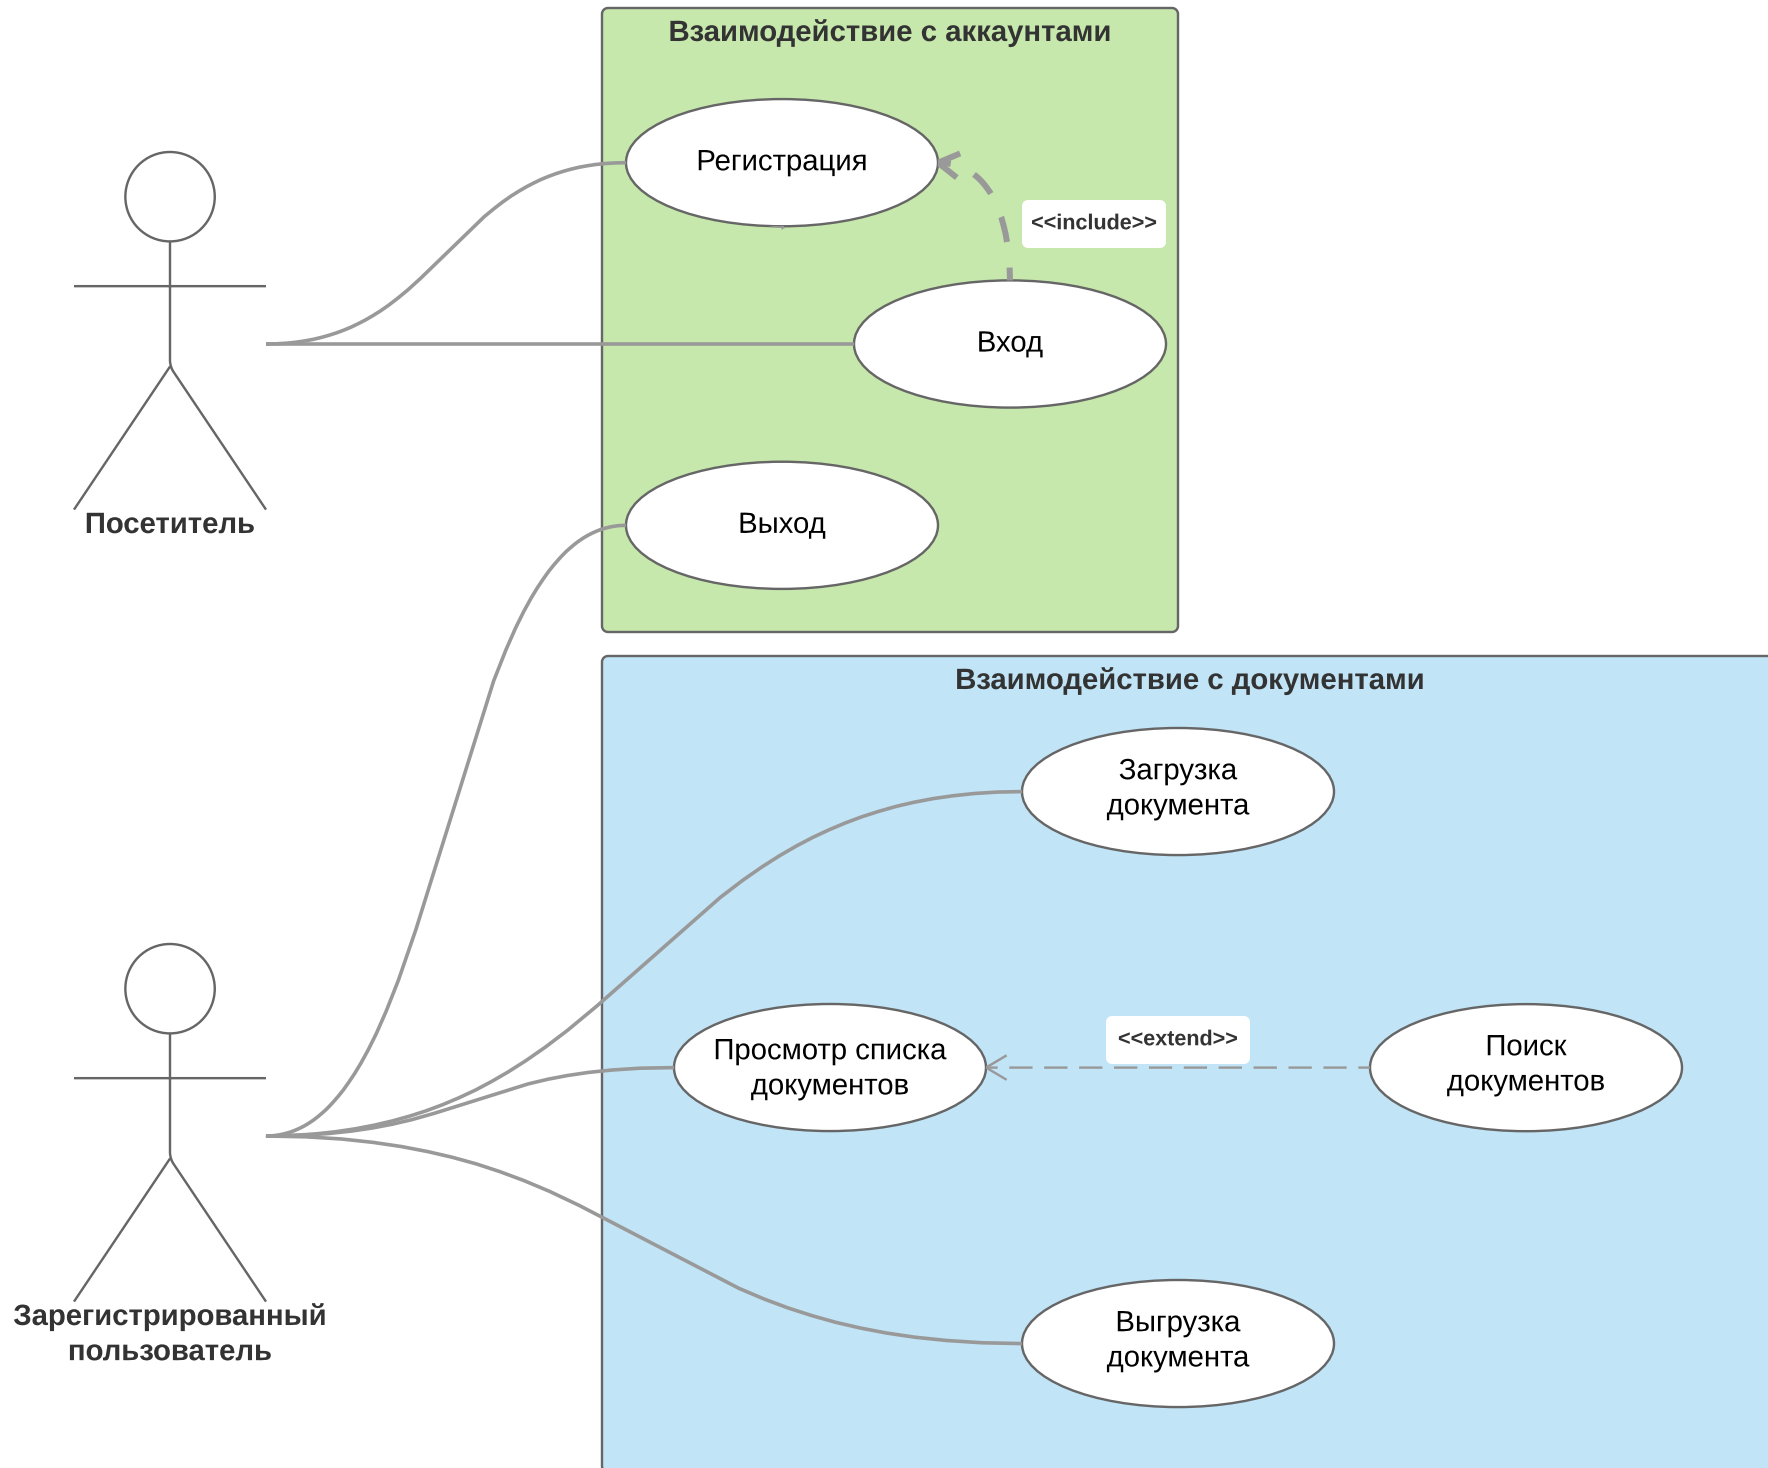 Взаимодействие с аккаунтами
Регистрация
<<include>>
Вход
Посетитель
Выход
Взаимодействие с документами
Загрузка
документа
Просмотр списка
документов
<<extend>>
Поиск
документов
Зарегистрированный
пользователь
Выгрузка
документа